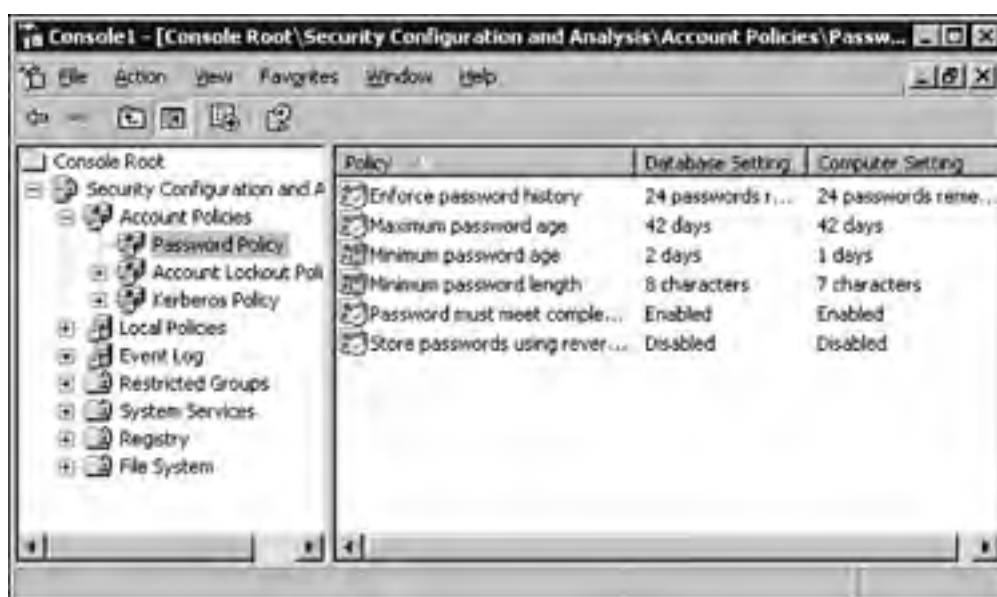 Console1 - [Console Root\Security Configuration and Analysis\Account Policies\Passw...
File Action View Favorites Window Help
Console Root
Security Configuration and A
Account Policies
Password Policy
Account Lockout Poli
Kerberos Policy
Local Policies
Event Log
Restricted Groups
System Services
Registry
File System
Policy Database Setting Computer Setting
Enforce password history 24 passwords r... 24 passwords reme...
Maximum password age 42 days 42 days
Minimum password age 2 days 1 days
Minimum password length 8 characters 7 characters
Password must meet comple... Enabled Enabled
Store passwords using rever... Disabled Disabled